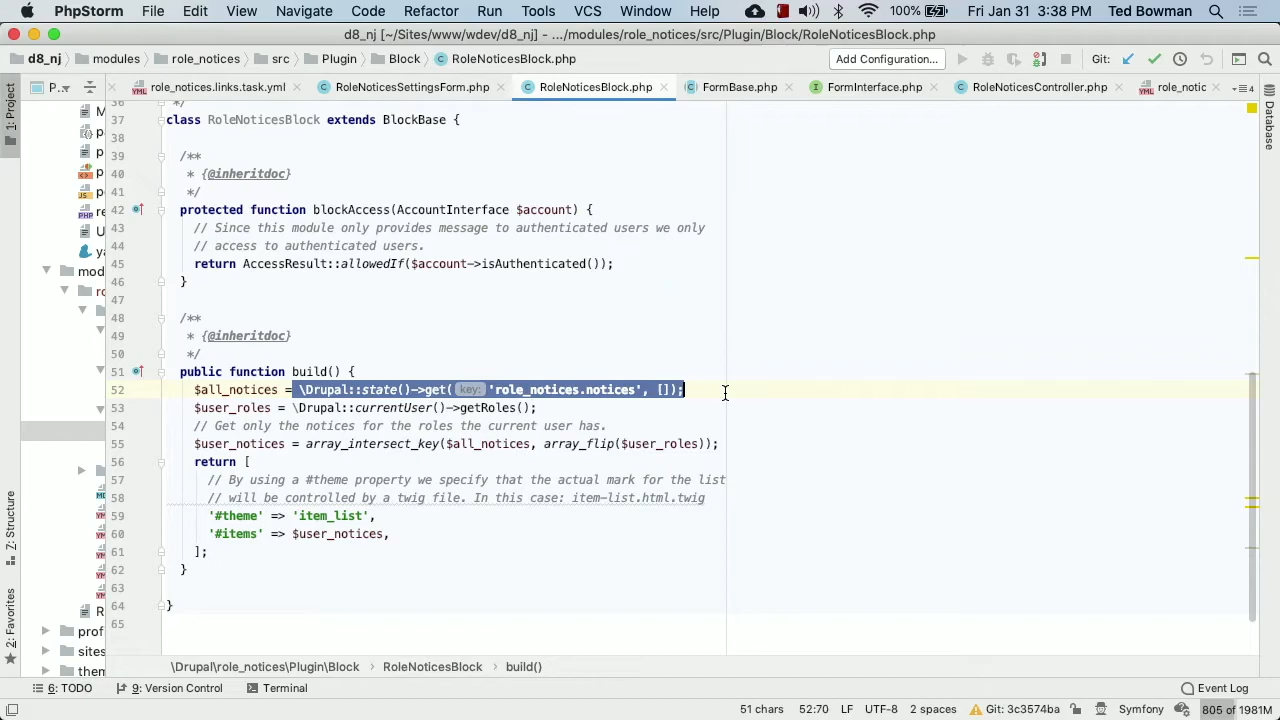 PhpStorm File Edit View Navigate Code Refactor Run Tools VCS Window Help 100% Fri Jan 31 3:38 PM Ted Bowman
d8_nj [~/Sites/www/wdev/d8_nj] - .../modules/role_notices/src/Plugin/Block/RoleNoticesBlock.php
d8_nj modules role_notices src Plugin Block RoleNoticesBlock.php Add Configuration... Git:
1: Project P.. role_notices.links.task.yml RoleNoticesSettingsForm.php RoleNoticesBlock.php FormBase.php FormInterface.php RoleNoticesController.php role_notic 4
Database
36 */
37 class RoleNoticesBlock extends BlockBase {
38
39 /**
40 * {@inheritdoc}
41 */
42 protected function blockAccess(AccountInterface $account) {
43 // Since this module only provides message to authenticated users we only
44 // access to authenticated users.
45 return AccessResult::allowedIf($account->isAuthenticated());
46 }
47
48 /**
49 * {@inheritdoc}
50 */
51 public function build() {
52 $all_notices = \Drupal::state()->get( key: 'role_notices.notices', []);
53 $user_roles = \Drupal::currentUser()->getRoles();
54 // Get only the notices for the roles the current user has.
55 $user_notices = array_intersect_key($all_notices, array_flip($user_roles));
56 return [
57 // By using a #theme property we specify that the actual mark for the list
58 // will be controlled by a twig file. In this case: item-list.html.twig
59 '#theme' => 'item_list',
60 '#items' => $user_notices,
61 ];
62 }
63
64 }
65
mod
prof
sites
them
Z: Structure
2: Favorites
\Drupal\role_notices\Plugin\Block RoleNoticesBlock build()
6: TODO 9: Version Control Terminal Event Log
51 chars 52:70 LF UTF-8 2 spaces Git: 3c3574ba Symfony 805 of 1981M